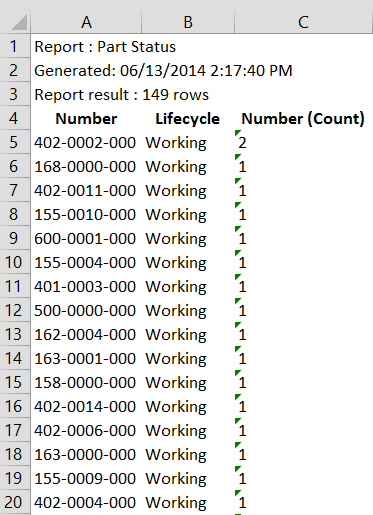 A B C
1 Report : Part Status
2 Generated: 06/13/2014 2:17:40 PM
3 Report result : 149 rows
4 Number Lifecycle Number (Count)
5 402-0002-000 Working 2
6 168-0000-000 Working 1
7 402-0011-000 Working 1
8 155-0010-000 Working 1
9 600-0001-000 Working 1
10 155-0004-000 Working 1
11 401-0003-000 Working 1
12 500-0000-000 Working 1
13 162-0004-000 Working 1
14 163-0001-000 Working 1
15 158-0000-000 Working 1
16 402-0014-000 Working 1
17 402-0006-000 Working 1
18 163-0000-000 Working 1
19 155-0009-000 Working 1
20 402-0004-000 Working 1